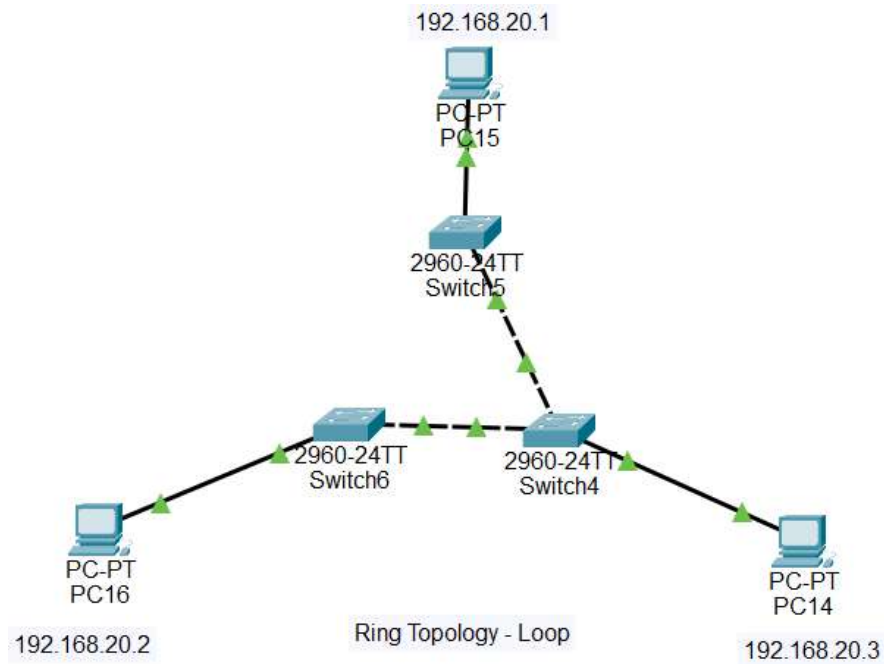 192.168.20.1
PC-PT
PC15
2960-24TT
Switch5
2960-24TT
Switch6
2960-24TT
Switch4
PC-PT
PC16
PC-PT
PC14
192.168.20.2
Ring Topology - Loop
192.168.20.3